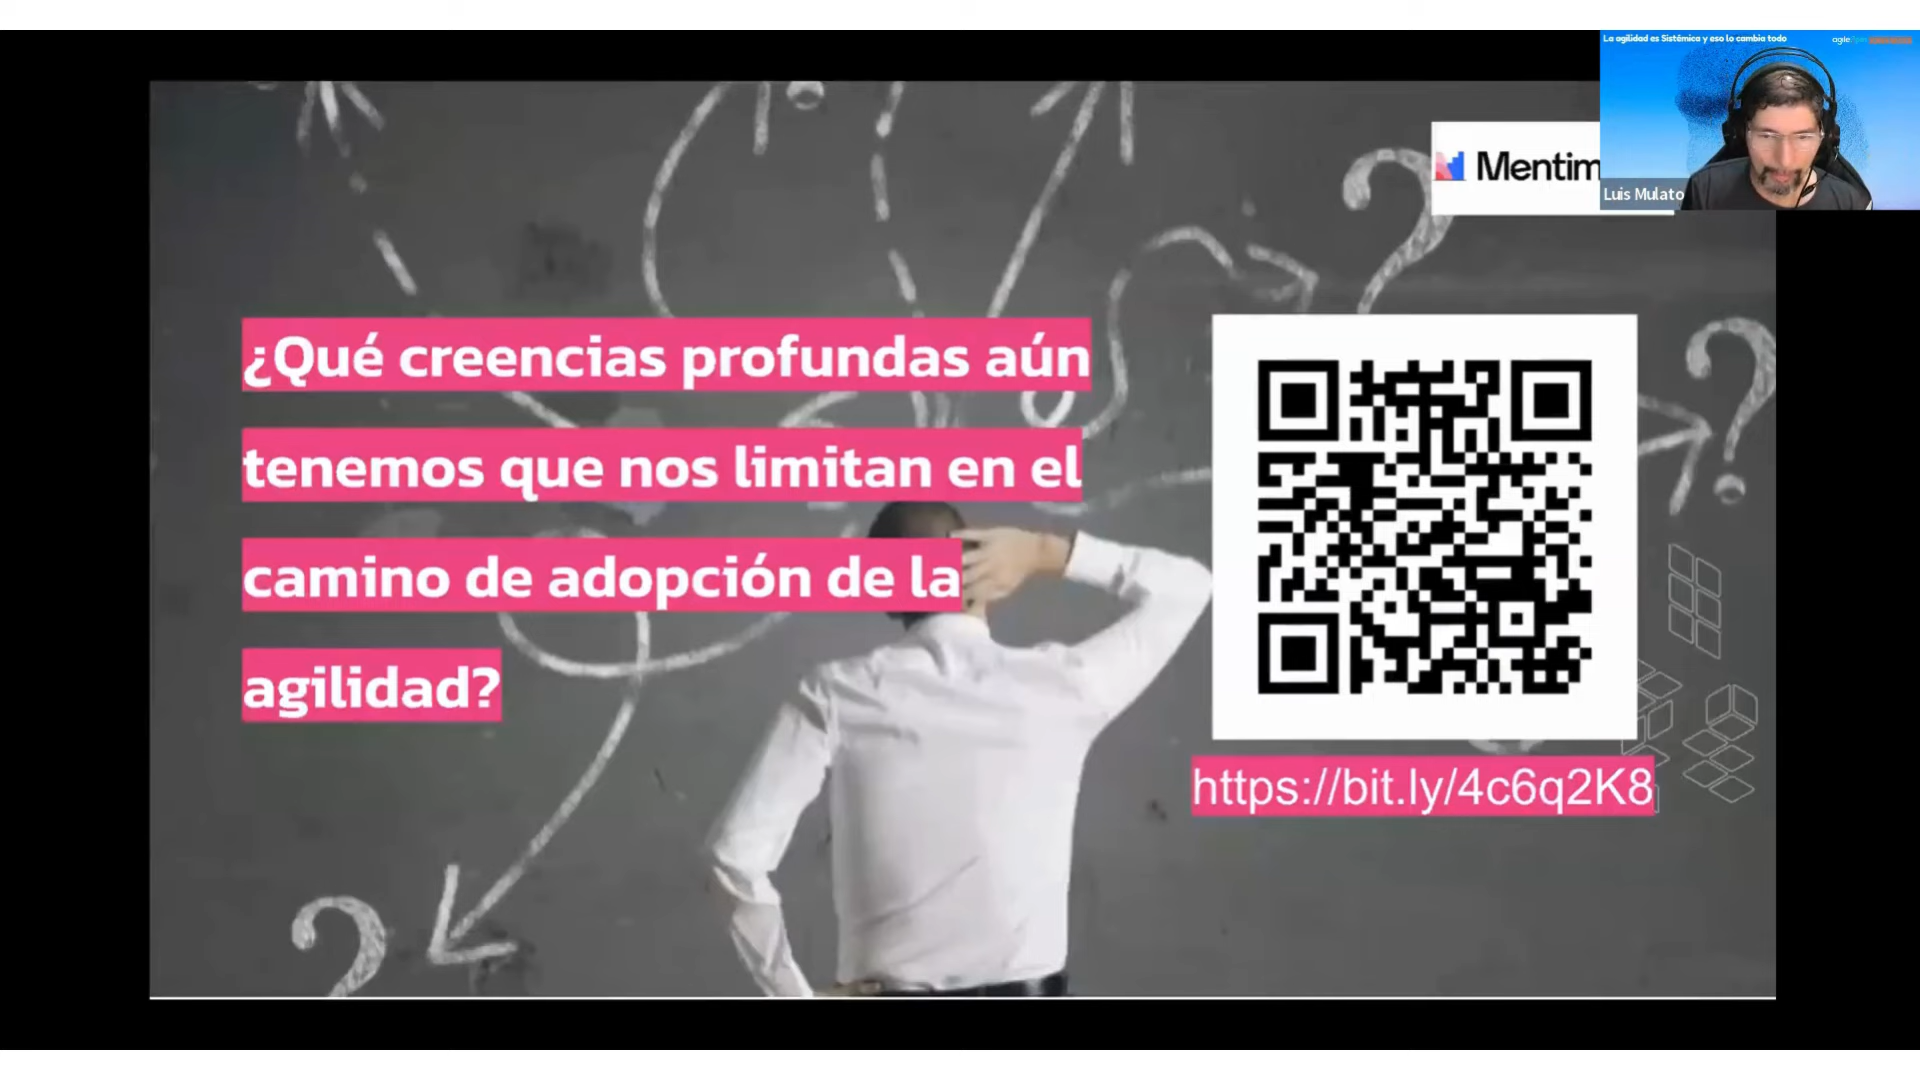 La agilidad es Sistémica y eso lo cambia todo
Mentim
Luis Mulato
¿Qué creencias profundas aún
tenemos que nos limitan en el
camino de adopción de la
agilidad?
https://bit.ly/4c6q2K8